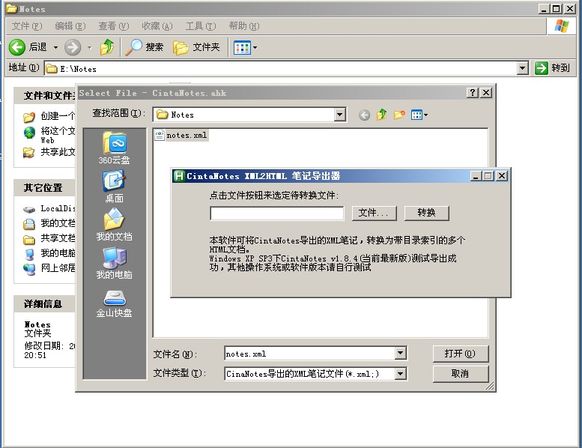 Notes
文件(F) 编辑(E) 查看(V) 收藏(A) 工具(T) 帮助(H)
后退 搜索 文件夹
地址(D) E:\Notes 转到
文件和文件夹
创建一个
将这个文
Web
共享此文
其它位置
LocalDis
我的文档
共享文档
我的电脑
网上邻居
详细信息
Notes
文件夹
修改日期: 20
20:51
Select File - CintaNotes.ahk
查找范围(I): Notes
360云盘
桌面
我的文档
我的电脑
金山快盘
notes.xml
文件名(N): notes.xml 打开(O)
文件类型(T): CinaNotes导出的XML笔记文件(*.xml;) 取消
CintaNotes XML2HTML 笔记导出器
点击文件按钮来选定待转换文件:
文件... 转换
本软件可将CintaNotes导出的XML笔记,转换为带目录索引的多个
HTML文档。
Windows XP SP3下CintaNotes v1.8.4(当前最新版)测试导出成
功,其他操作系统或软件版本请自行测试